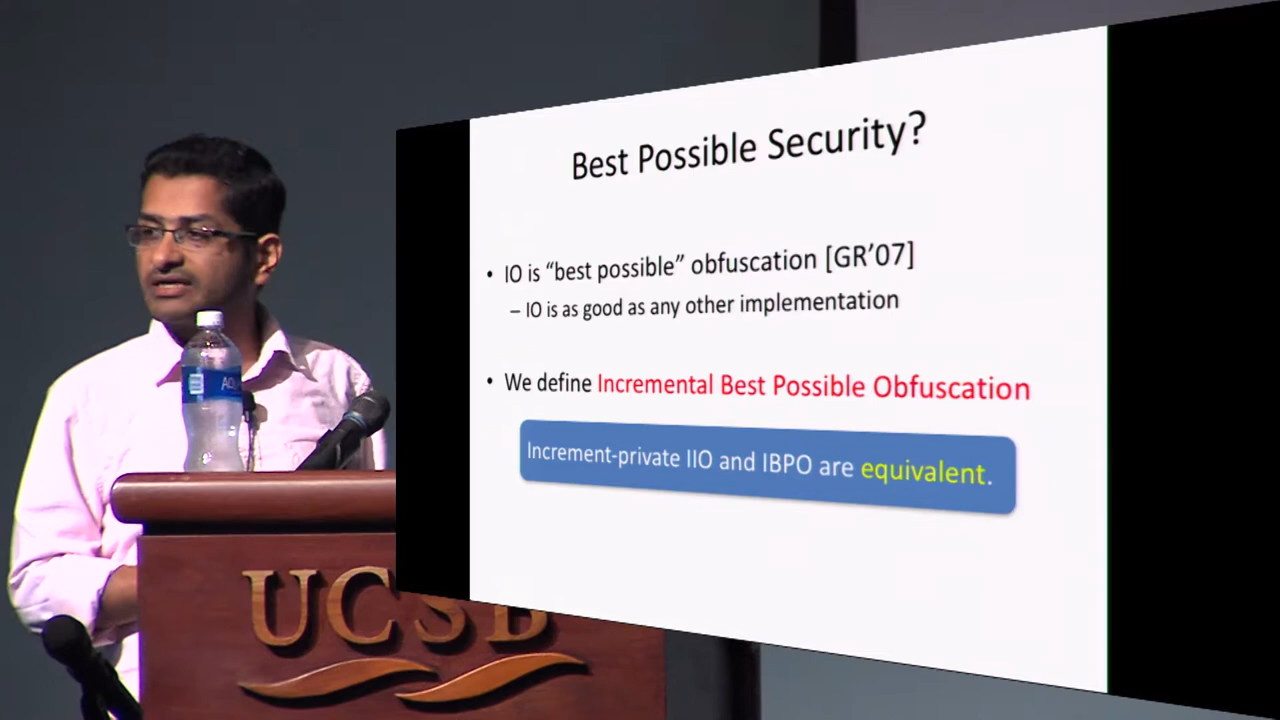 Best Possible Security?
• IO is “best possible” obfuscation [GR’07]
– IO is as good as any other implementation
• We define Incremental Best Possible Obfuscation
Increment-private IIO and IBPO are equivalent.
UCSB